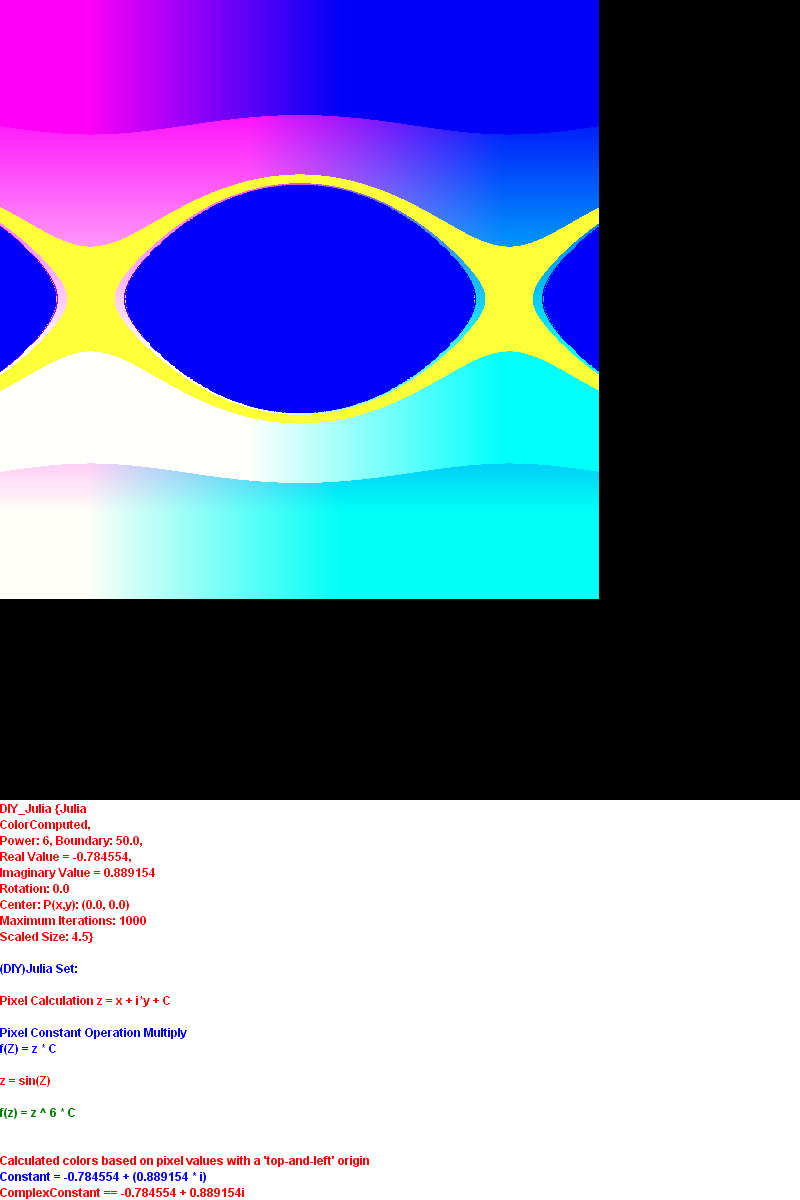 DIY_Julia {Julia
ColorComputed,
Power: 6, Boundary: 50.0,
Real Value = -0.784554,
Imaginary Value = 0.889154
Rotation: 0.0
Center: P(x,y): (0.0, 0.0)
Maximum Iterations: 1000
Scaled Size: 4.5}
(DIY)Julia Set:
Pixel Calculation z = x + i*y + C
Pixel Constant Operation Multiply
f(Z) = z * C
z = sin(Z)
f(z) = z ^ 6 * C
Calculated colors based on pixel values with a 'top-and-left' origin
Constant = -0.784554 + (0.889154 * i)
ComplexConstant == -0.784554 + 0.889154i